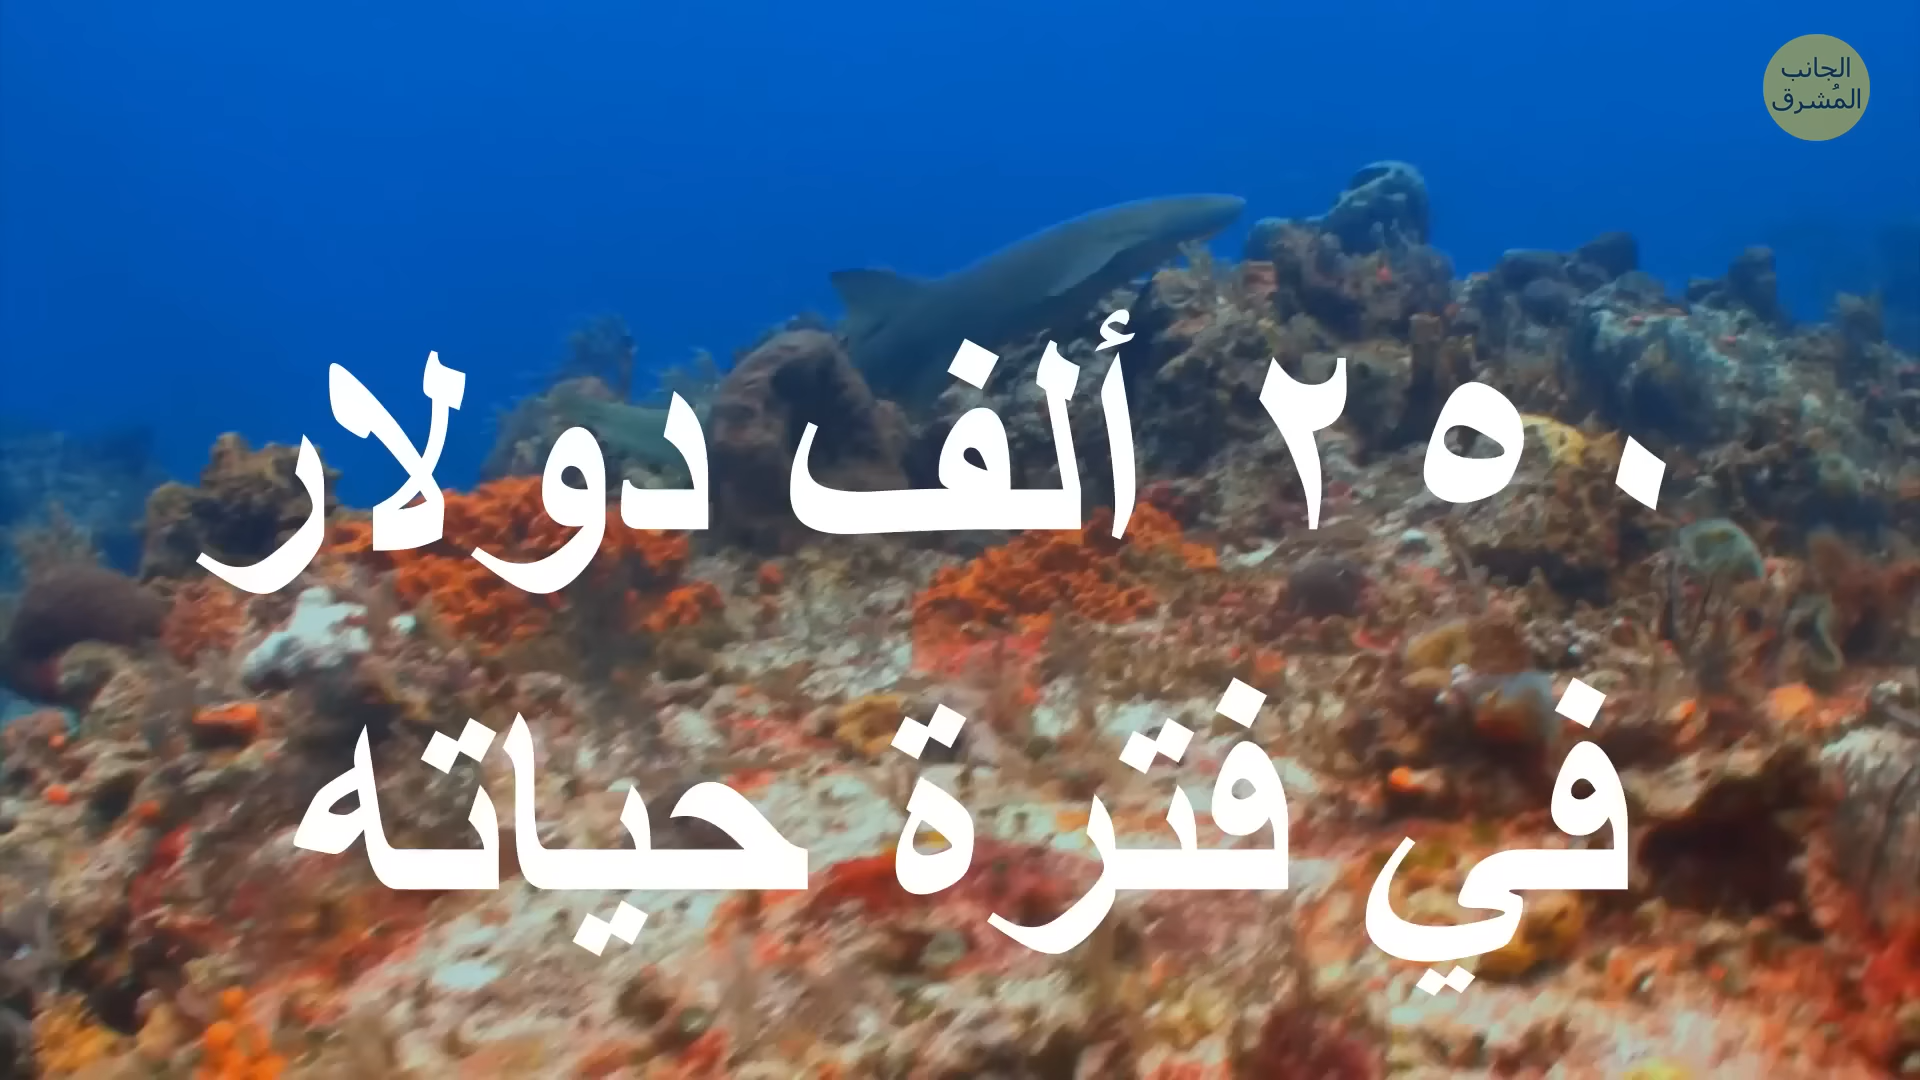 الجانب
المُشرق
٢٥٠ ألف دولار
في فترة حياته